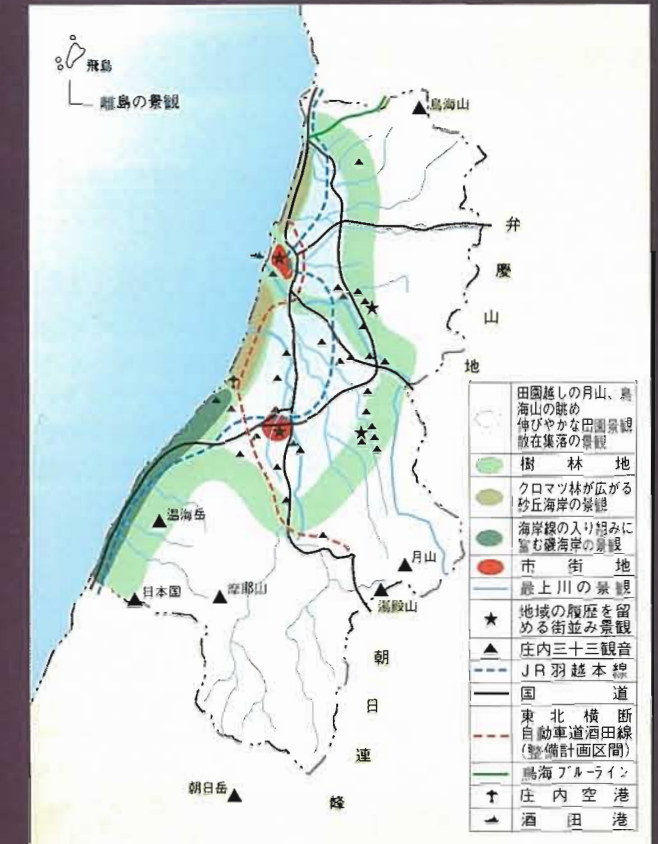 飛島
離島の景観
鳥海山
弁慶山地
温海岳
日本国
摩耶山
月山
湯殿山
朝日連峰
朝日岳
田園越しの月山、鳥
海山の眺め
伸びやかな田園景観
散在集落の景観
樹林地
クロマツ林が広がる
砂丘海岸の景観
海岸線の入り組みに
富む磯海岸の景観
市街地
最上川の景観
地域の履歴を留
める街並み景観
庄内三十三観音
JR羽越本線
国道
東北横断
自動車道酒田線
(整備計画区間)
鳥海ブルーライン
庄内空港
酒田港